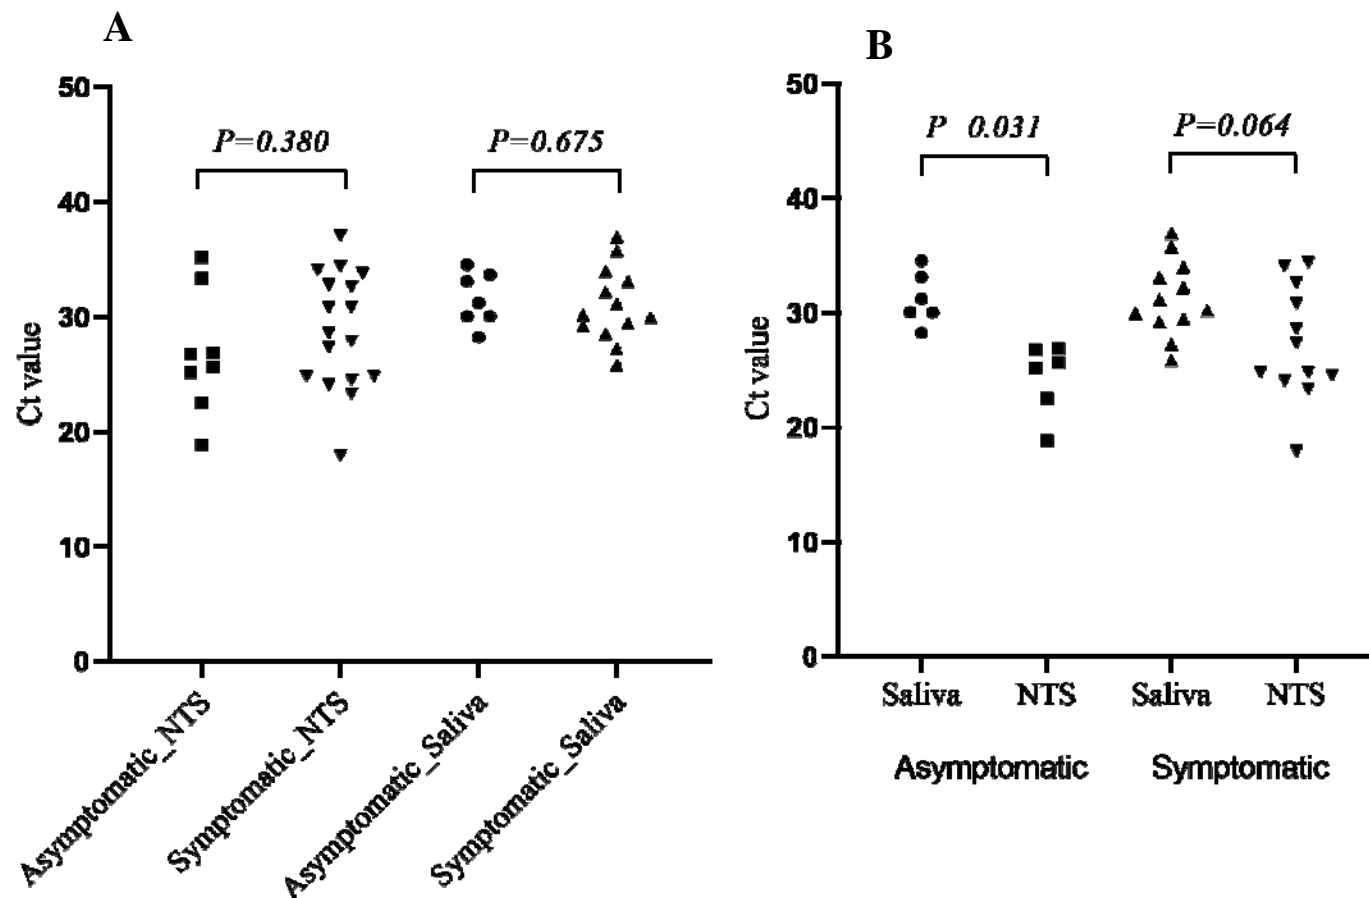 A
50
40
30
20
10
0
Ct value
P=0.380
P=0.675
Asymptomatic_NTS
Symptomatic_NTS
Asymptomatic_Saliva
Symptomatic_Saliva
B
50
40
30
20
10
0
Ct value
P 0.031
P=0.064
Saliva NTS Saliva NTS
Asymptomatic Symptomatic